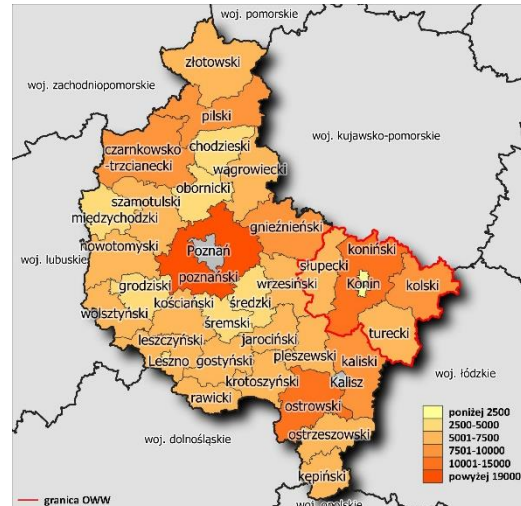 woj. pomorskie
złotowski
woj. zachodniopomorskie
pilski
woj. kujawsko-pomorskie
czarnkowsko
-trzcianecki
chodzieski
wągrowiecki
obornicki
szamotulski
międzychodzki
gnieźnieński
nowotomyski
Poznań
koniński
woj. lubuskie
słupecki
poznański
Konin
wrzesiński
kolski
grodziski
kościański
średzki
wolsztyński
śremski
turecki
jarociński
leszczyński
pleszewski
kaliski
Leszno
gostyński
woj. łódzkie
krotoszyński
Kalisz
rawicki
ostrowski
woj. dolnośląskie
ostrzeszowski
kępiński
woj. opolskie
poniżej 2500
2500-5000
5001-7500
7501-10000
10001-15000
powyżej 19000
granica OWW